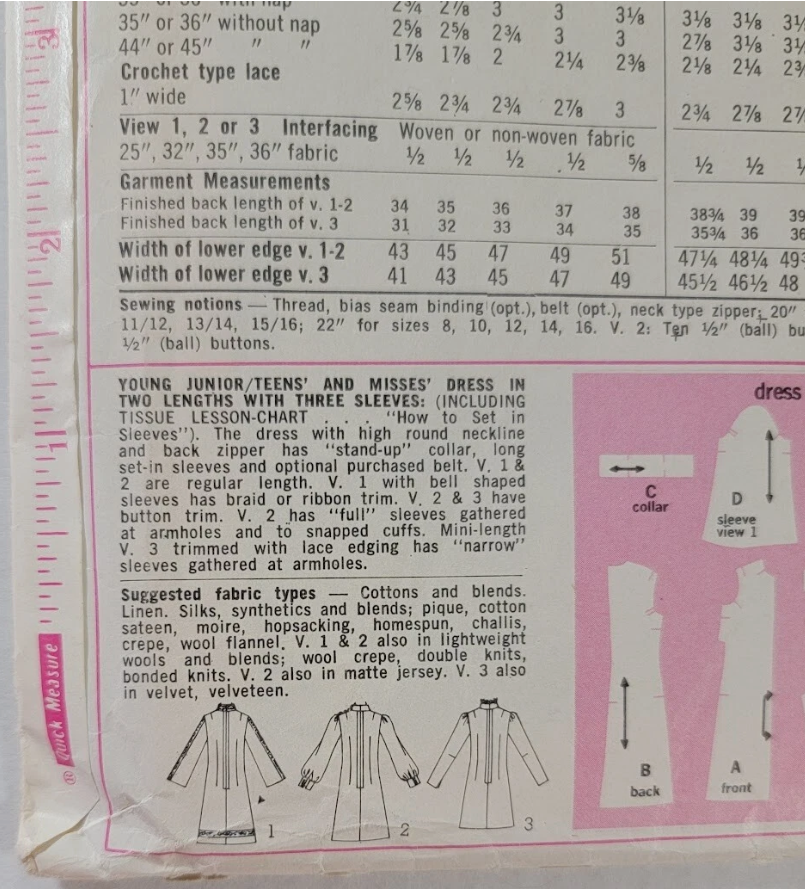 2¾ 2⅞ 3 3 3⅛ 3⅛ 3⅛
35" or 36" without nap 2⅝ 2⅝ 2¾ 3 3 2⅞ 3⅛
44" or 45" " " 1⅞ 1⅞ 2 2¼ 2⅜ 2⅛ 2¼
Crochet type lace
1" wide 2⅝ 2¾ 2¾ 2⅞ 3 2¾ 2⅞
View 1, 2 or 3 Interfacing Woven or non-woven fabric
25", 32", 35", 36" fabric ½ ½ ½ ½ ⅝ ½ ½
Garment Measurements
Finished back length of v. 1-2 34 35 36 37 38 38¾ 39 39
Finished back length of v. 3 31 32 33 34 35 35¾ 36 36
Width of lower edge v. 1-2 43 45 47 49 51 47¼ 48¼ 49
Width of lower edge v. 3 41 43 45 47 49 45½ 46½ 48
Sewing notions — Thread, bias seam binding (opt.), belt (opt.), neck type zipper; 20"
11/12, 13/14, 15/16; 22" for sizes 8, 10, 12, 14, 16. V. 2: Ten ½" (ball) bu
½" (ball) buttons.
YOUNG JUNIOR/TEENS' AND MISSES' DRESS IN
TWO LENGTHS WITH THREE SLEEVES: (INCLUDING
TISSUE LESSON-CHART . . . "How to Set in
Sleeves"). The dress with high round neckline
and back zipper has "stand-up" collar, long
set-in sleeves and optional purchased belt. V. 1 &
2 are regular length. V. 1 with bell shaped
sleeves has braid or ribbon trim. V. 2 & 3 have
button trim. V. 2 has "full" sleeves gathered
at armholes and to snapped cuffs. Mini-length
V. 3 trimmed with lace edging has "narrow"
sleeves gathered at armholes.
Suggested fabric types — Cottons and blends.
Linen. Silks, synthetics and blends; pique, cotton
sateen, moire, hopsacking, homespun, challis,
crepe, wool flannel. V. 1 & 2 also in lightweight
wools and blends; wool crepe, double knits,
bonded knits. V. 2 also in matte jersey. V. 3 also
in velvet, velveteen.
1 2 3
dress
C
collar
D
sleeve
view 1
B
back
A
front
3
2
1
Quick Measure
®